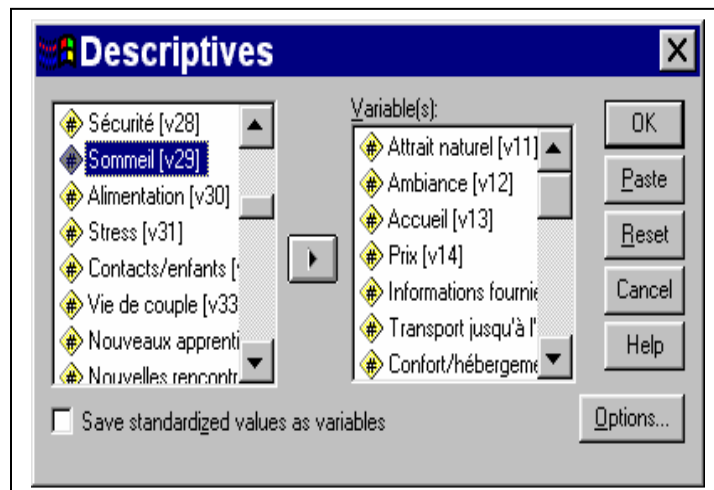 Descriptives
Sécurité [v28]
Sommeil [v29]
Alimentation [v30]
Stress [v31]
Contacts/enfants [
Vie de couple [v33
Nouveaux apprenti
Nouvelles rencontr
Variable(s):
Attrait naturel [v11]
Ambiance [v12]
Accueil [v13]
Prix [v14]
Informations fournie
Transport jusqu'à l'
Confort/hébergeme
OK
Paste
Reset
Cancel
Help
Save standardized values as variables
Options...